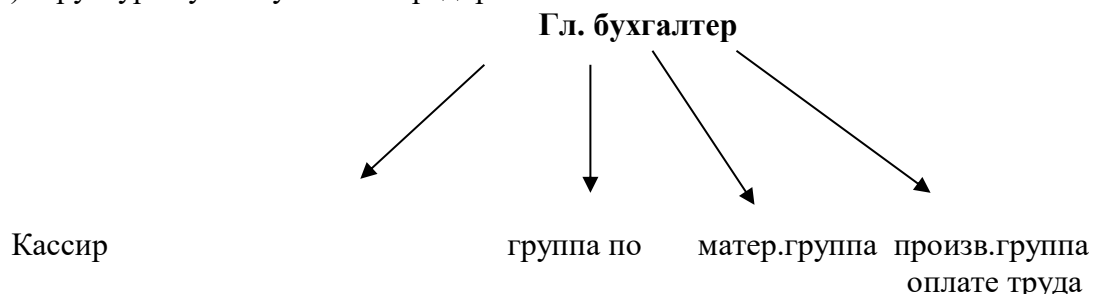 Гл. бухгалтер
Кассир группа по матер.группа произв.группа
оплате труда